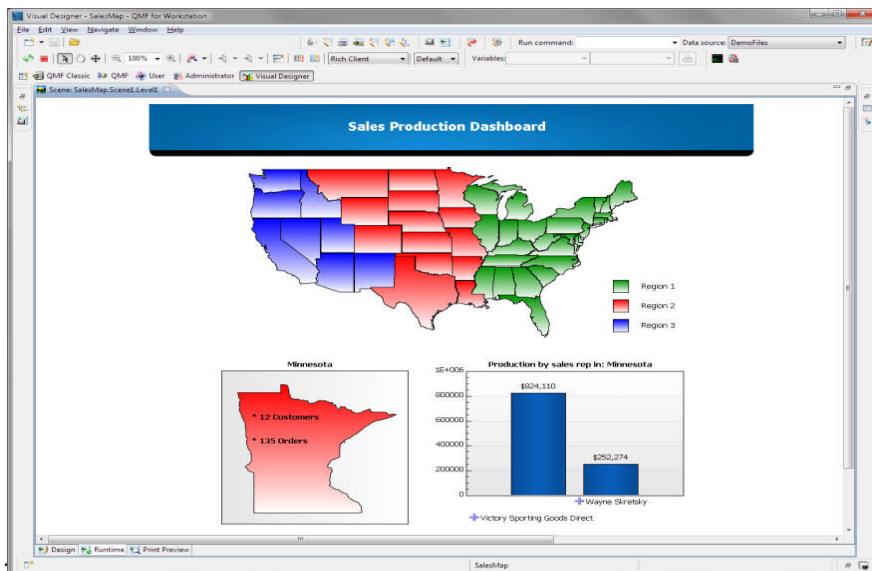 Visual Designer - SalesMap - QMF for Workstation
File Edit View Navigate Window Help
Run command: Data source: DemoFiles
100% Rich Client Default Variables:
QMF Classic QMF User Administrator Visual Designer
Scene: SalesMap.Scene1.Level1
Sales Production Dashboard
Region 1
Region 2
Region 3
Minnesota
* 12 Customers
* 135 Orders
Production by sales rep in: Minnesota
1E+006
800000
600000
400000
200000
0
$824,110
$252,274
Wayne Skretsky
Victory Sporting Goods Direct
Design Runtime Print Preview
SalesMap